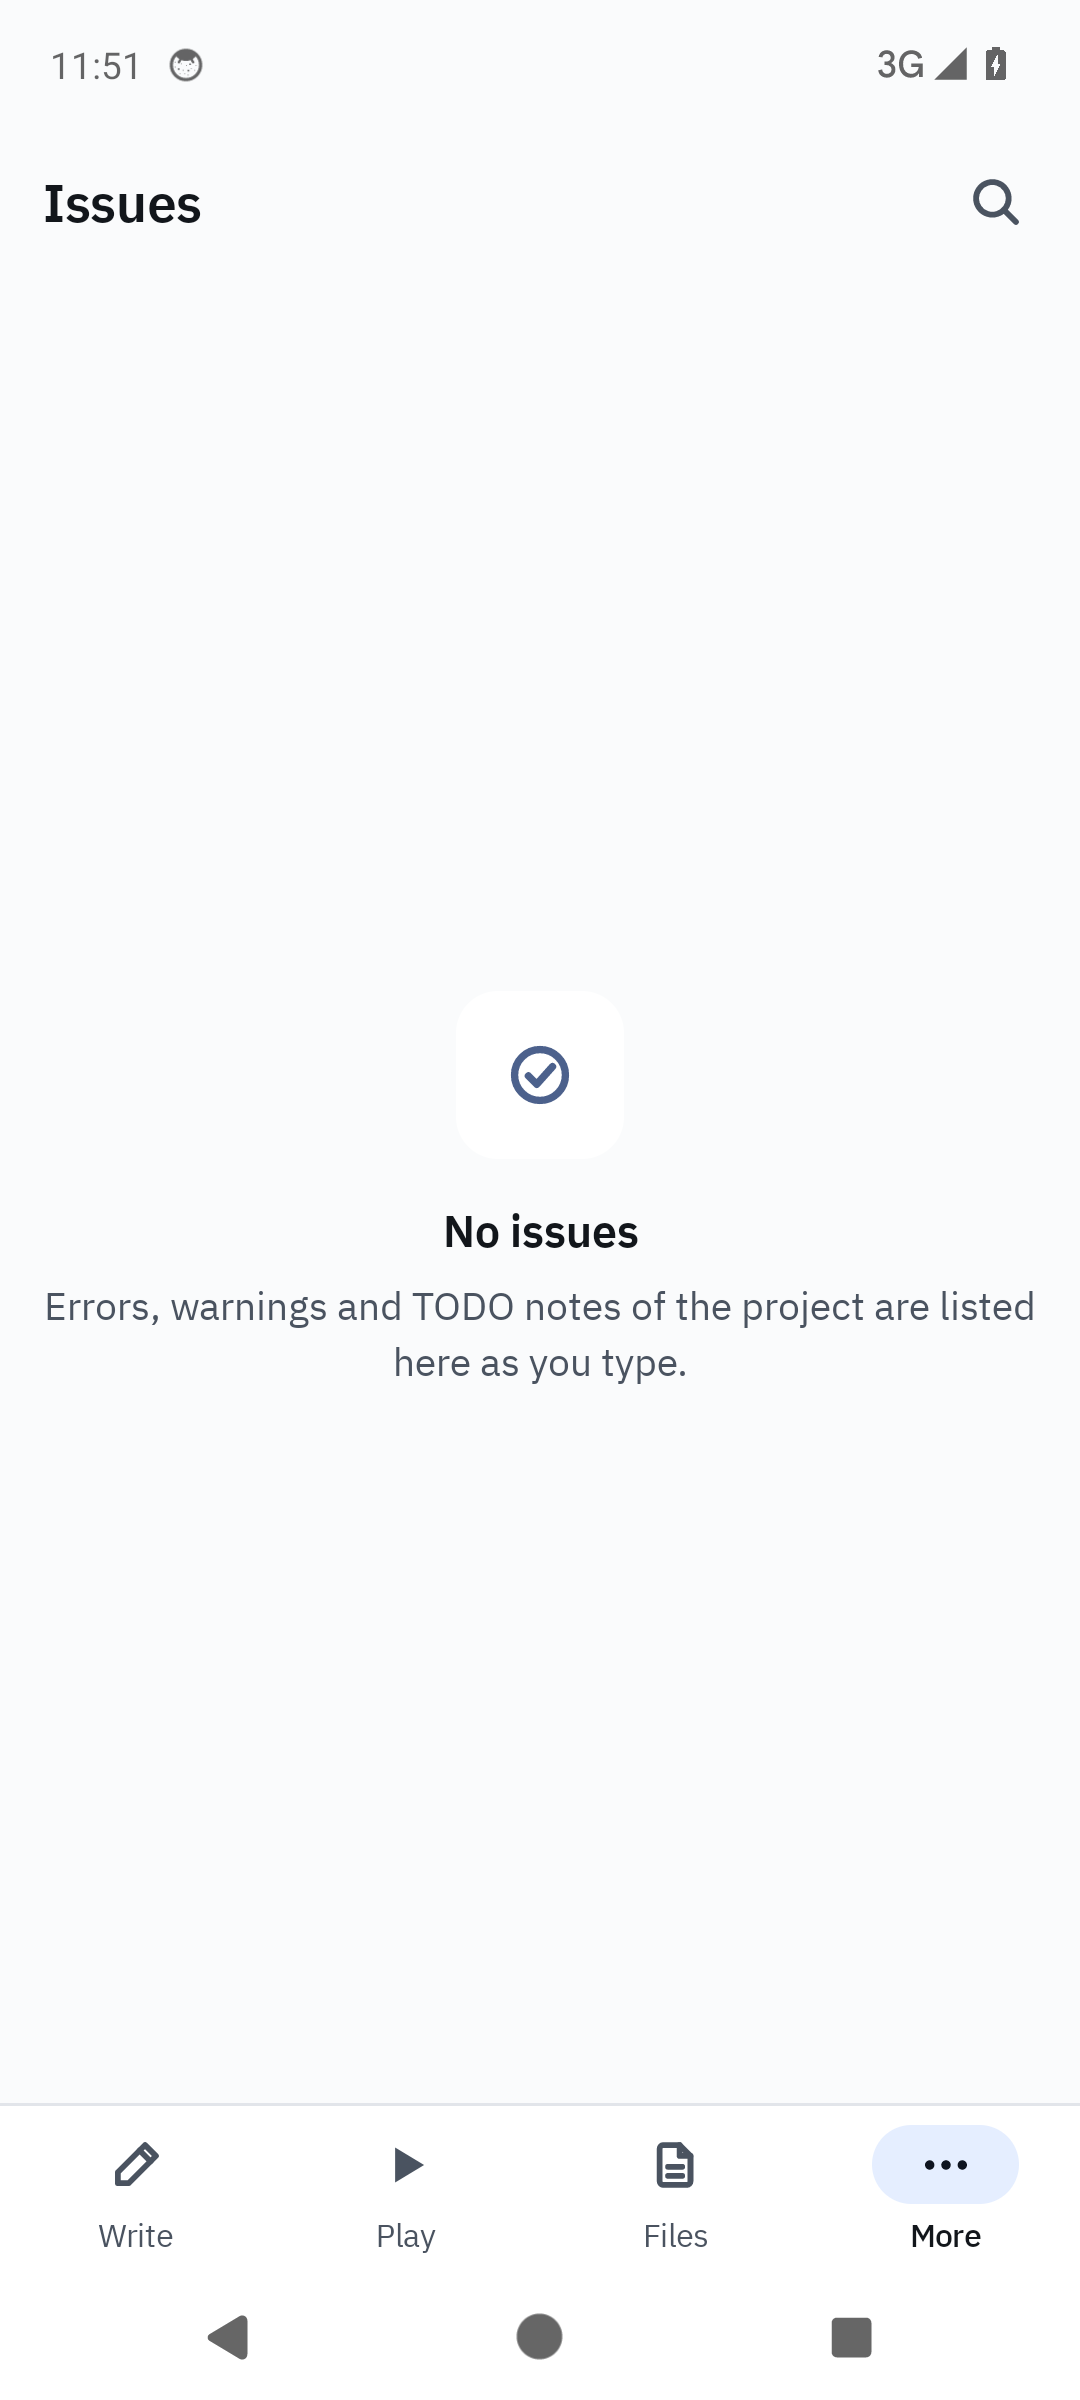 11:51 3G
Issues
No issues
Errors, warnings and TODO notes of the project are listed
here as you type.
Write Play Files More